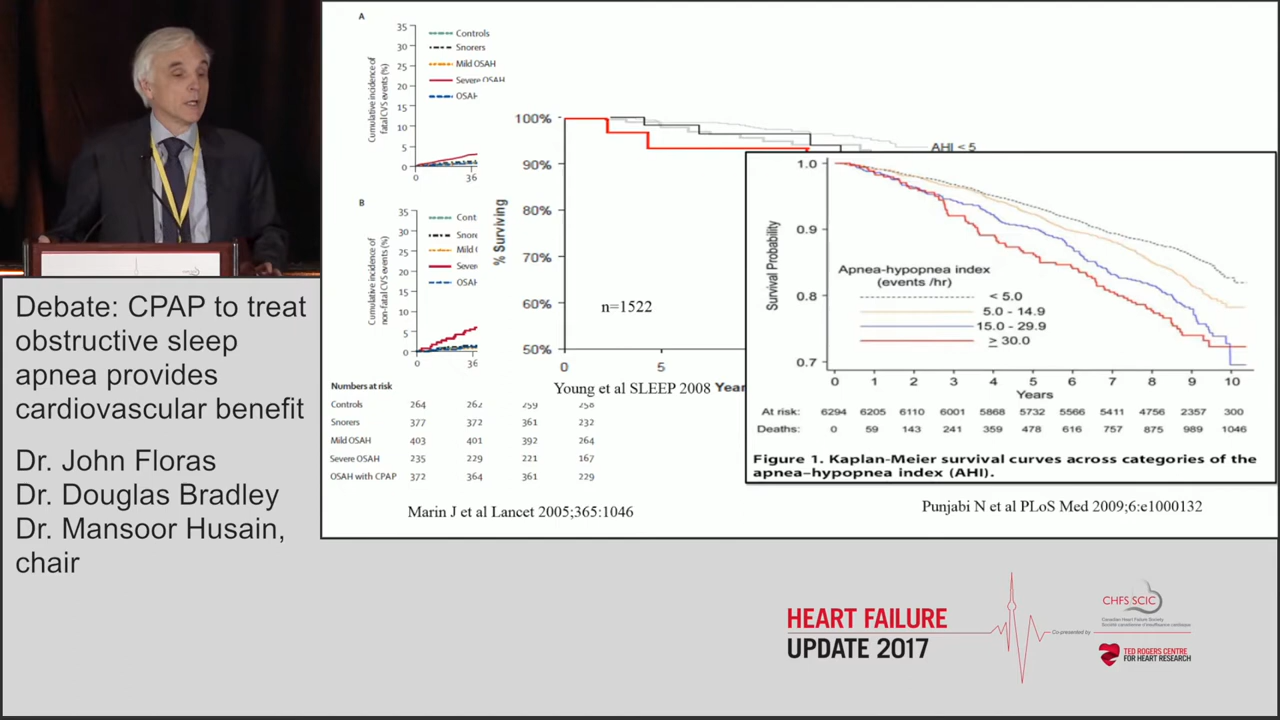 A
35
30
25
20
15
10
5
0
Cumulative incidence of
fatal CVS events (%)
Controls
Snorers
Mild OSAH
Severe OSAH
OSAH
0 36
B
35
30
25
20
15
10
5
0
Cumulative incidence of
non-fatal CVS events (%)
Cont
Snore
Mild
Sever
OSAH
0 36
Numbers at risk
Controls 264 262 259 258
Snorers 377 372 361 232
Mild OSAH 403 401 392 264
Severe OSAH 235 229 221 167
OSAH with CPAP 372 364 361 229
Marin J et al Lancet 2005;365:1046
100%
90%
80%
70%
60%
50%
% Surviving
AHI < 5
n=1522
0 5
Young et al SLEEP 2008
Year
1.0
0.9
0.8
0.7
Survival Probability
Apnea-hypopnea index
(events /hr)
< 5.0
5.0 - 14.9
15.0 - 29.9
≥ 30.0
0 1 2 3 4 5 6 7 8 9 10
Years
At risk: 6294 6205 6110 6001 5868 5732 5566 5411 4756 2357 300
Deaths: 0 59 143 241 359 478 616 757 875 989 1046
Figure 1. Kaplan-Meier survival curves across categories of the
apnea-hypopnea index (AHI).
Punjabi N et al PLoS Med 2009;6:e1000132
Debate: CPAP to treat
obstructive sleep
apnea provides
cardiovascular benefit
Dr. John Floras
Dr. Douglas Bradley
Dr. Mansoor Husain,
chair
HEART FAILURE
UPDATE 2017
Co-presented by
CHFS/SCIC
Canadian Heart Failure Society
Société canadienne d'insuffisance cardiaque
TED ROGERS CENTRE
FOR HEART RESEARCH